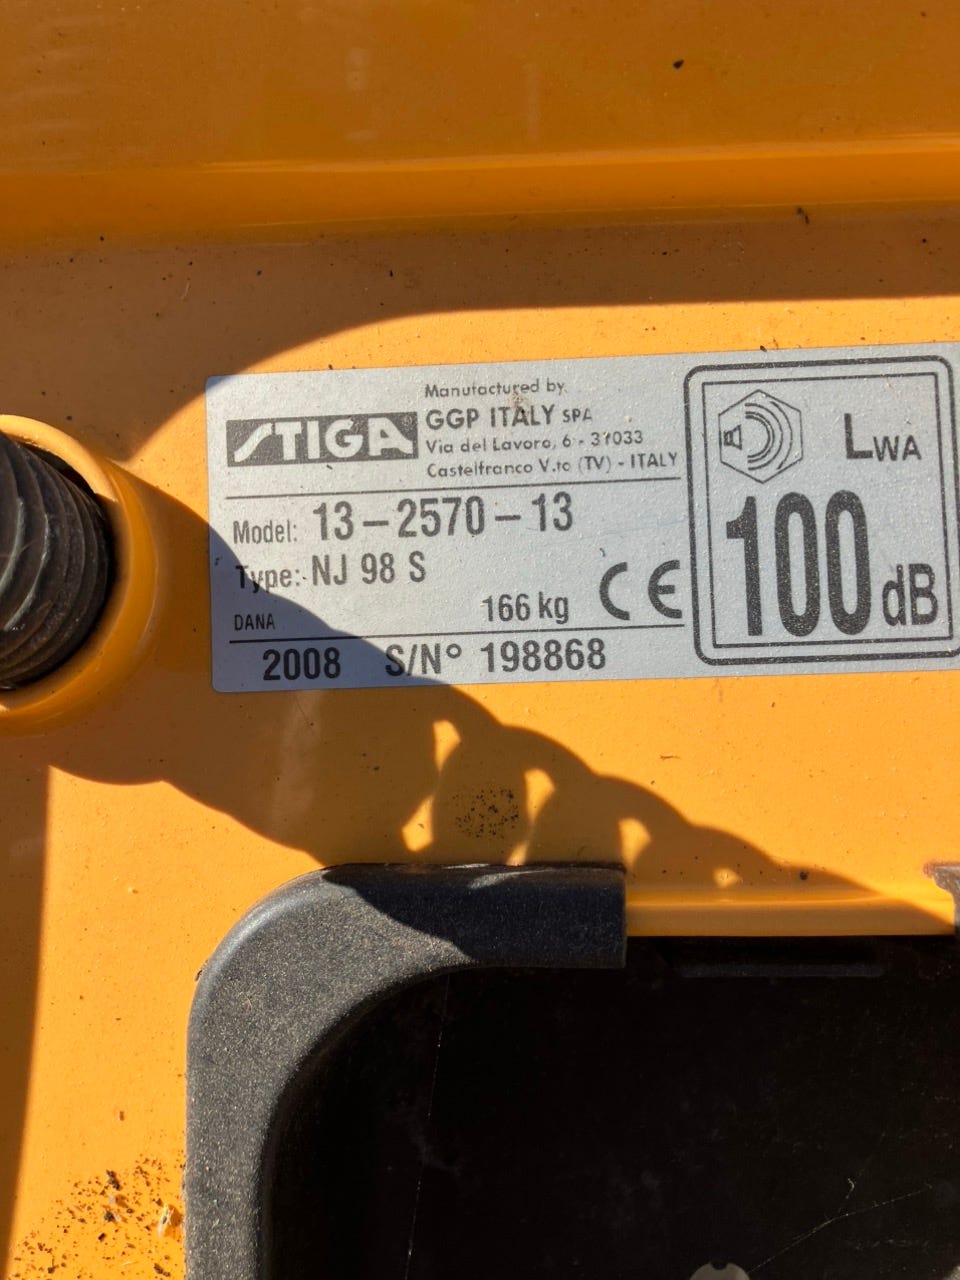 STIGA
Manufactured by:
GGP ITALY SPA
Via del Lavoro, 6 - 31033
Castelfranco V.to (TV) - ITALY
Model: 13-2570-13
Type: NJ 98 S
DANA
166 kg
CE
2008 S/N° 198868
LWA
100 dB